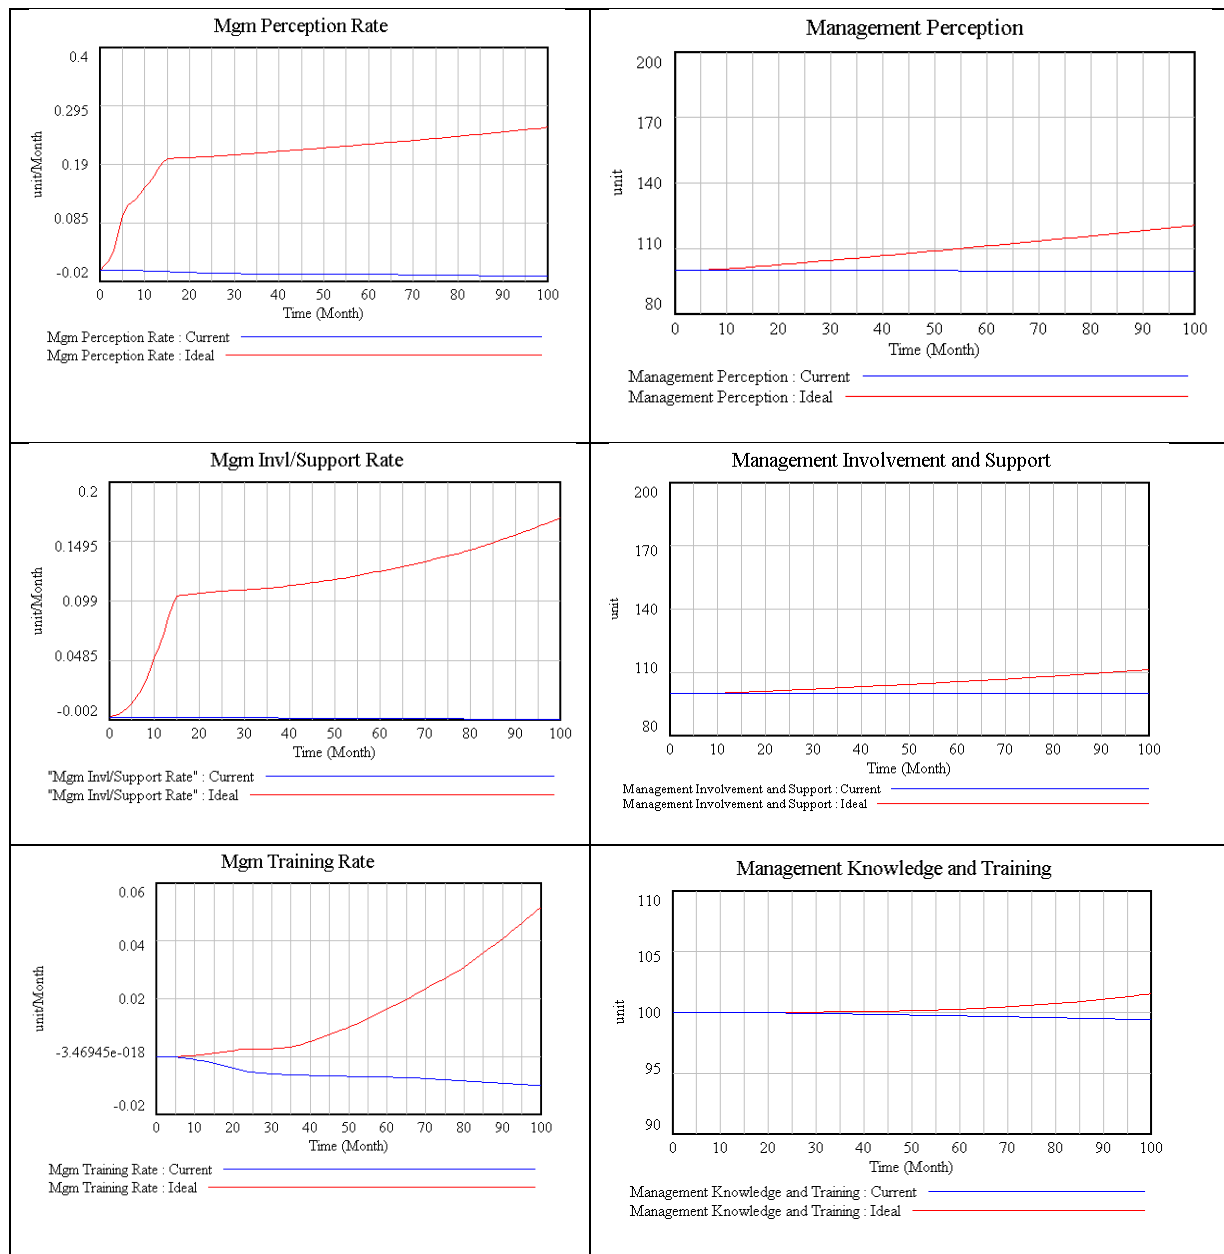 Mgm Perception Rate
0.4
0.295
0.19
0.085
-0.02
unit/Month
0 10 20 30 40 50 60 70 80 90 100
Time (Month)
Mgm Perception Rate : Current
Mgm Perception Rate : Ideal
Management Perception
200
170
140
110
80
unit
0 10 20 30 40 50 60 70 80 90 100
Time (Month)
Management Perception : Current
Management Perception : Ideal
Mgm Invl/Support Rate
0.2
0.1495
0.099
0.0485
-0.002
unit/Month
0 10 20 30 40 50 60 70 80 90 100
Time (Month)
"Mgm Invl/Support Rate" : Current
"Mgm Invl/Support Rate" : Ideal
Management Involvement and Support
200
170
140
110
80
unit
0 10 20 30 40 50 60 70 80 90 100
Time (Month)
Management Involvement and Support : Current
Management Involvement and Support : Ideal
Mgm Training Rate
0.06
0.04
0.02
-3.46945e-018
-0.02
unit/Month
0 10 20 30 40 50 60 70 80 90 100
Time (Month)
Mgm Training Rate : Current
Mgm Training Rate : Ideal
Management Knowledge and Training
110
105
100
95
90
unit
0 10 20 30 40 50 60 70 80 90 100
Time (Month)
Management Knowledge and Training : Current
Management Knowledge and Training : Ideal